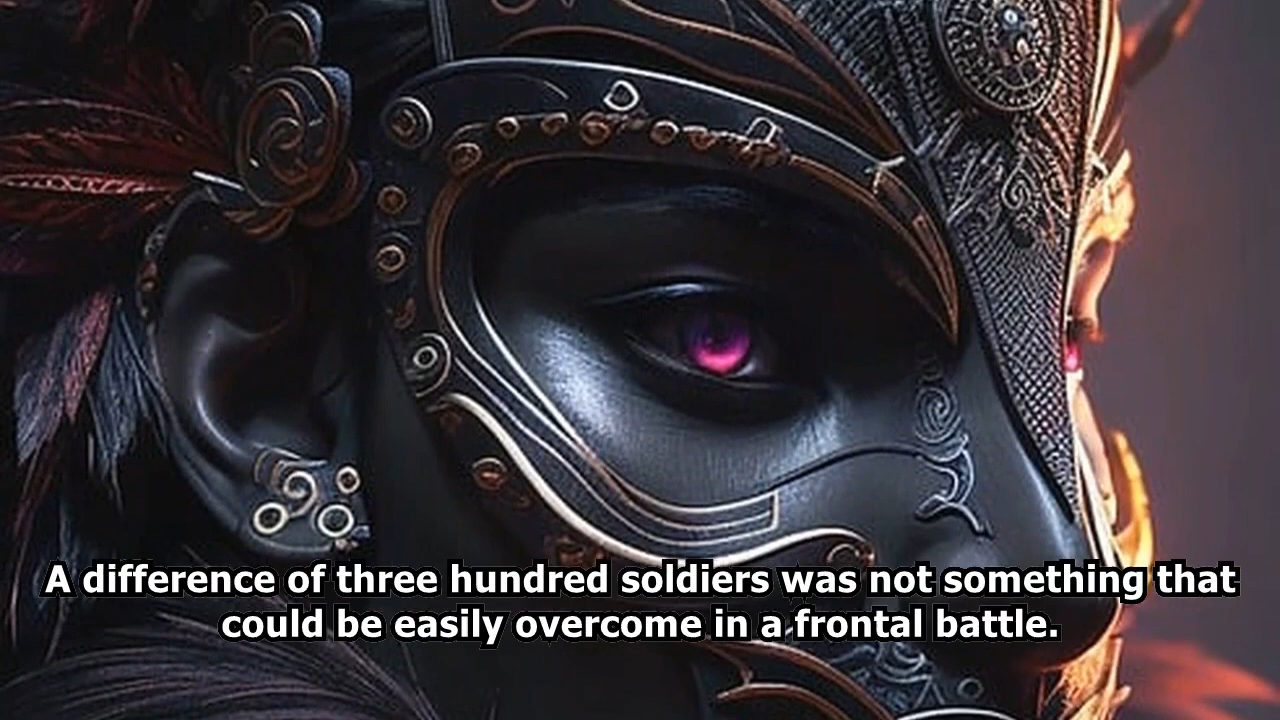 A difference of three hundred soldiers was not something that
could be easily overcome in a frontal battle.